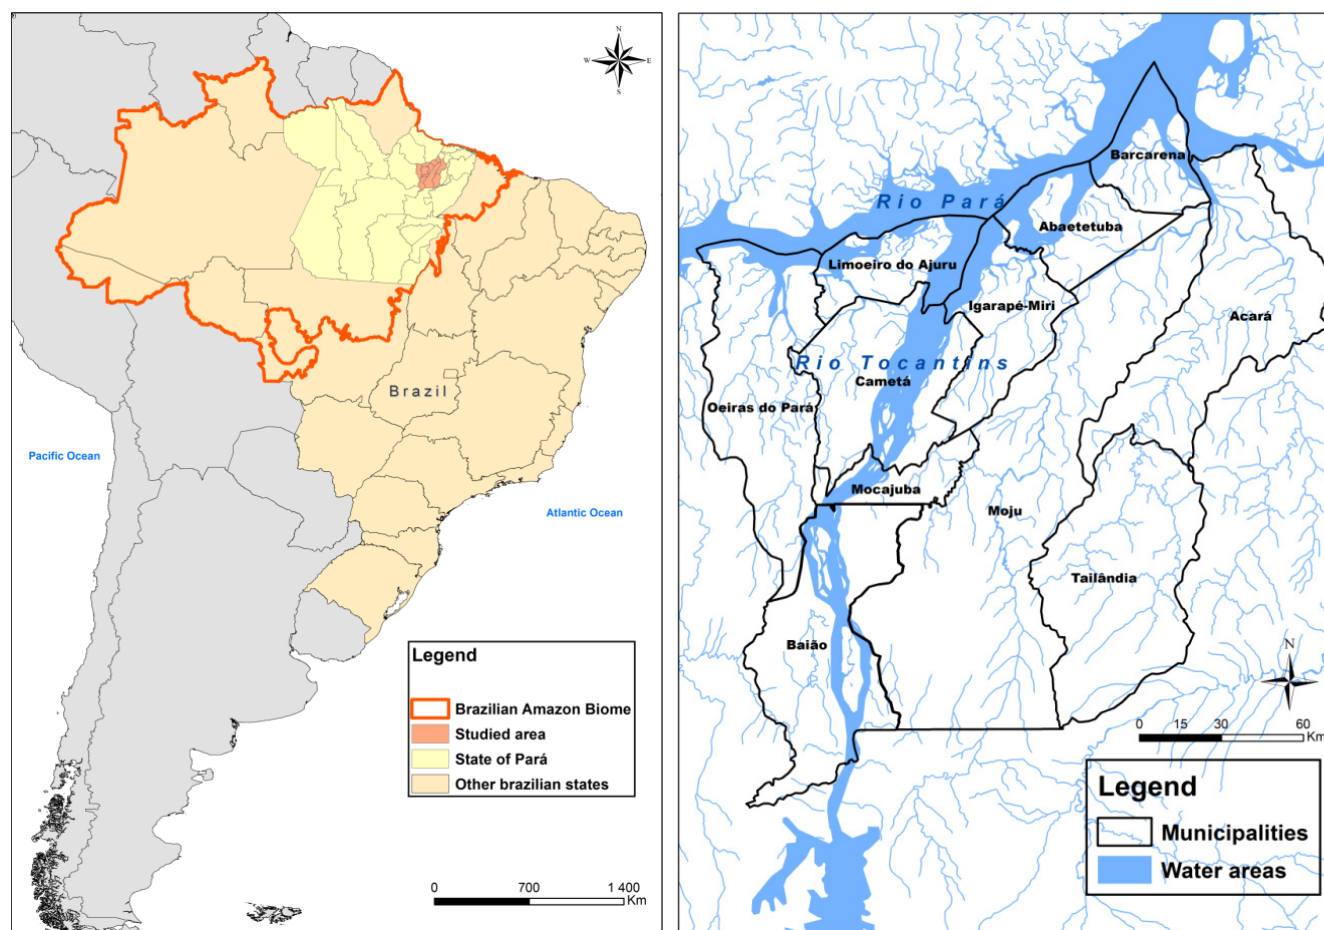 N
W E
S
Brazil
Pacific Ocean
Atlantic Ocean
Legend
Brazilian Amazon Biome
Studied area
State of Pará
Other brazilian states
0 700 1 400
Km
Barcarena
Rio Pará
Abaetetuba
Limoeiro do Ajuru
Igarapé-Miri
Acará
Rio Tocantins
Cametá
Oeiras do Pará
Mocajuba
Moju
Tailândia
Baião
N
0 15 30 60
Km
Legend
Municipalities
Water areas